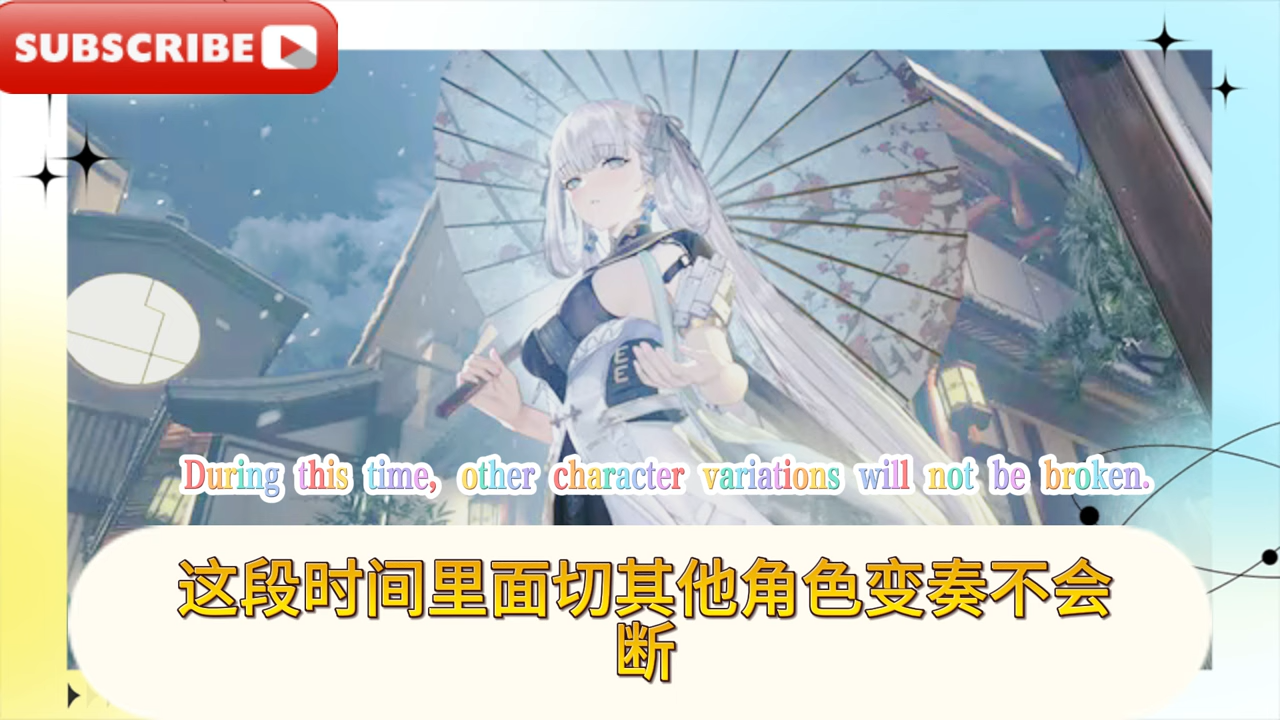 SUBSCRIBE
During this time, other character variations will not be broken.
这段时间里面切其他角色变奏不会
断